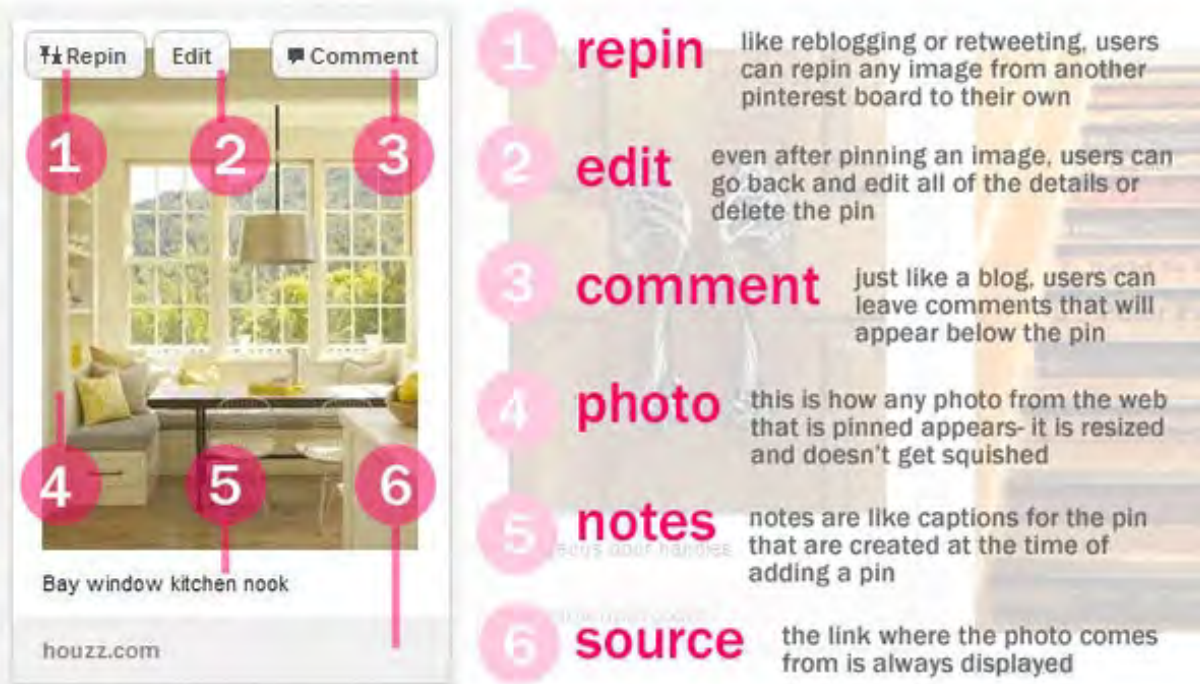 Repin
Edit
Comment
1
2
3
4
5
6
Bay window kitchen nook
houzz.com
1
repin
like reblogging or retweeting, users
can repin any image from another
pinterest board to their own
2
edit
even after pinning an image, users can
go back and edit all of the details or
delete the pin
3
comment
just like a blog, users can
leave comments that will
appear below the pin
4
photo
this is how any photo from the web
that is pinned appears- it is resized
and doesn't get squished
5
notes
notes are like captions for the pin
that are created at the time of
adding a pin
door handles
6
source
the link where the photo comes
from is always displayed